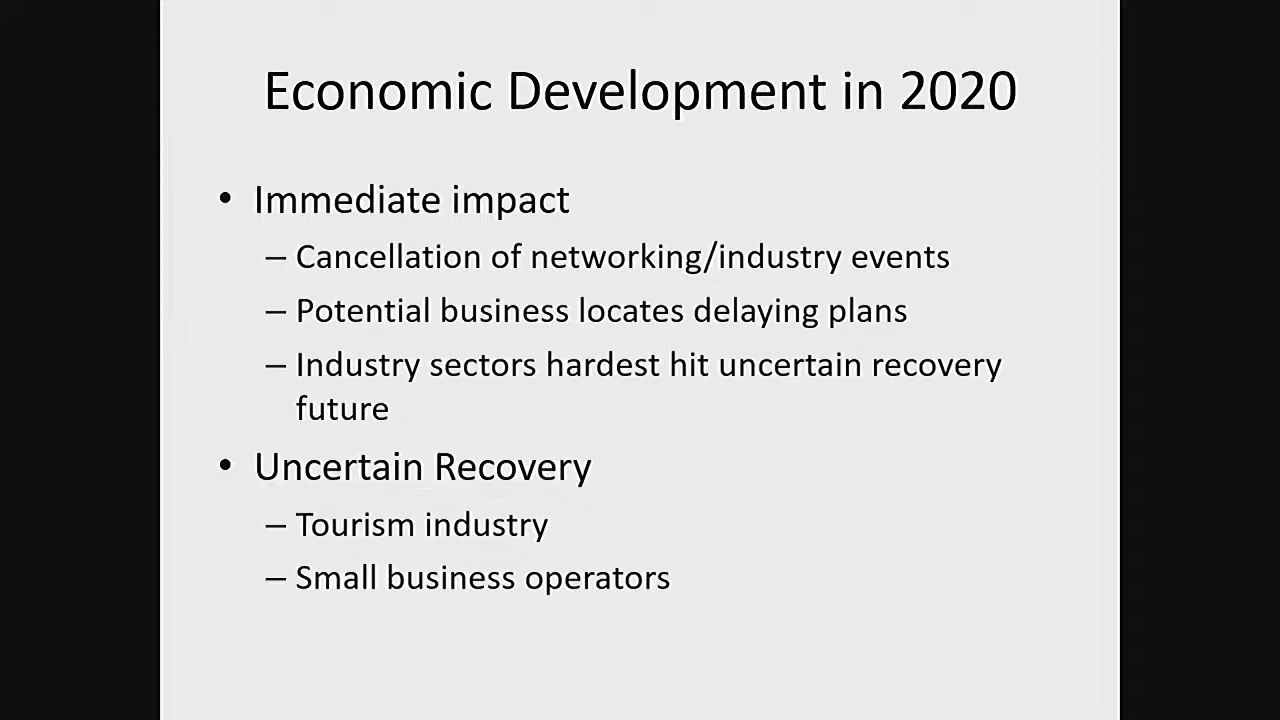 Economic Development in 2020
• Immediate impact
– Cancellation of networking/industry events
– Potential business locates delaying plans
– Industry sectors hardest hit uncertain recovery
future
• Uncertain Recovery
– Tourism industry
– Small business operators